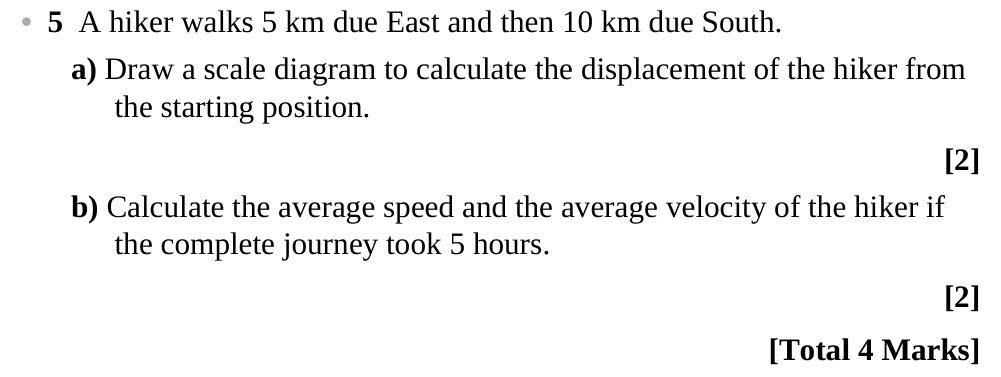 • 5 A hiker walks 5 km due East and then 10 km due South.
a) Draw a scale diagram to calculate the displacement of the hiker from
the starting position.
[2]
b) Calculate the average speed and the average velocity of the hiker if
the complete journey took 5 hours.
[2]
[Total 4 Marks]